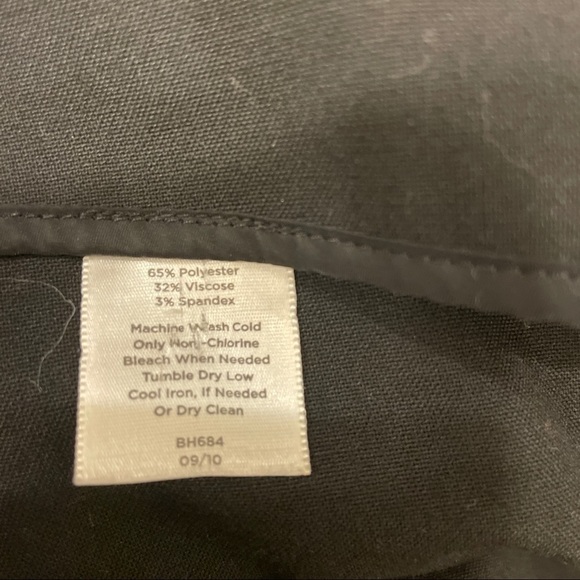 65% Polyester
32% Viscose
3% Spandex
Machine Wash Cold
Only Non-Chlorine
Bleach When Needed
Tumble Dry Low
Cool Iron, If Needed
Or Dry Clean
BH684
09/10